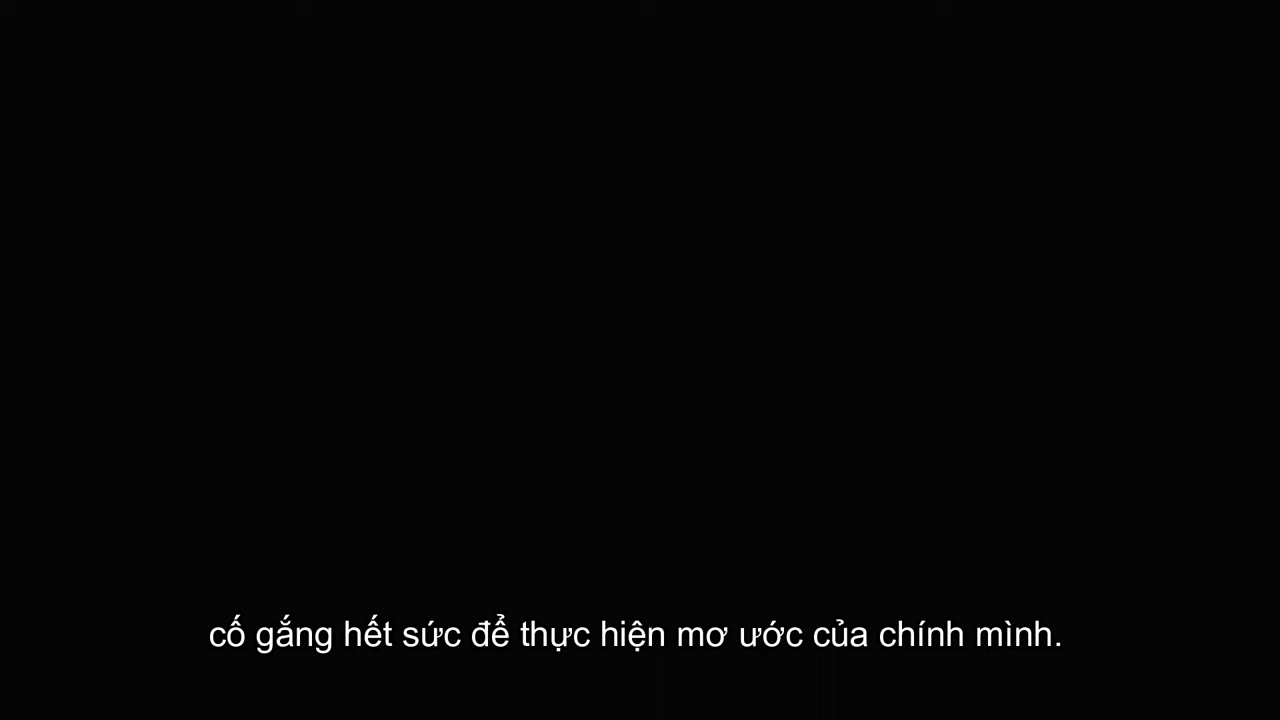 cố gắng hết sức để thực hiện mơ ước của chính mình.